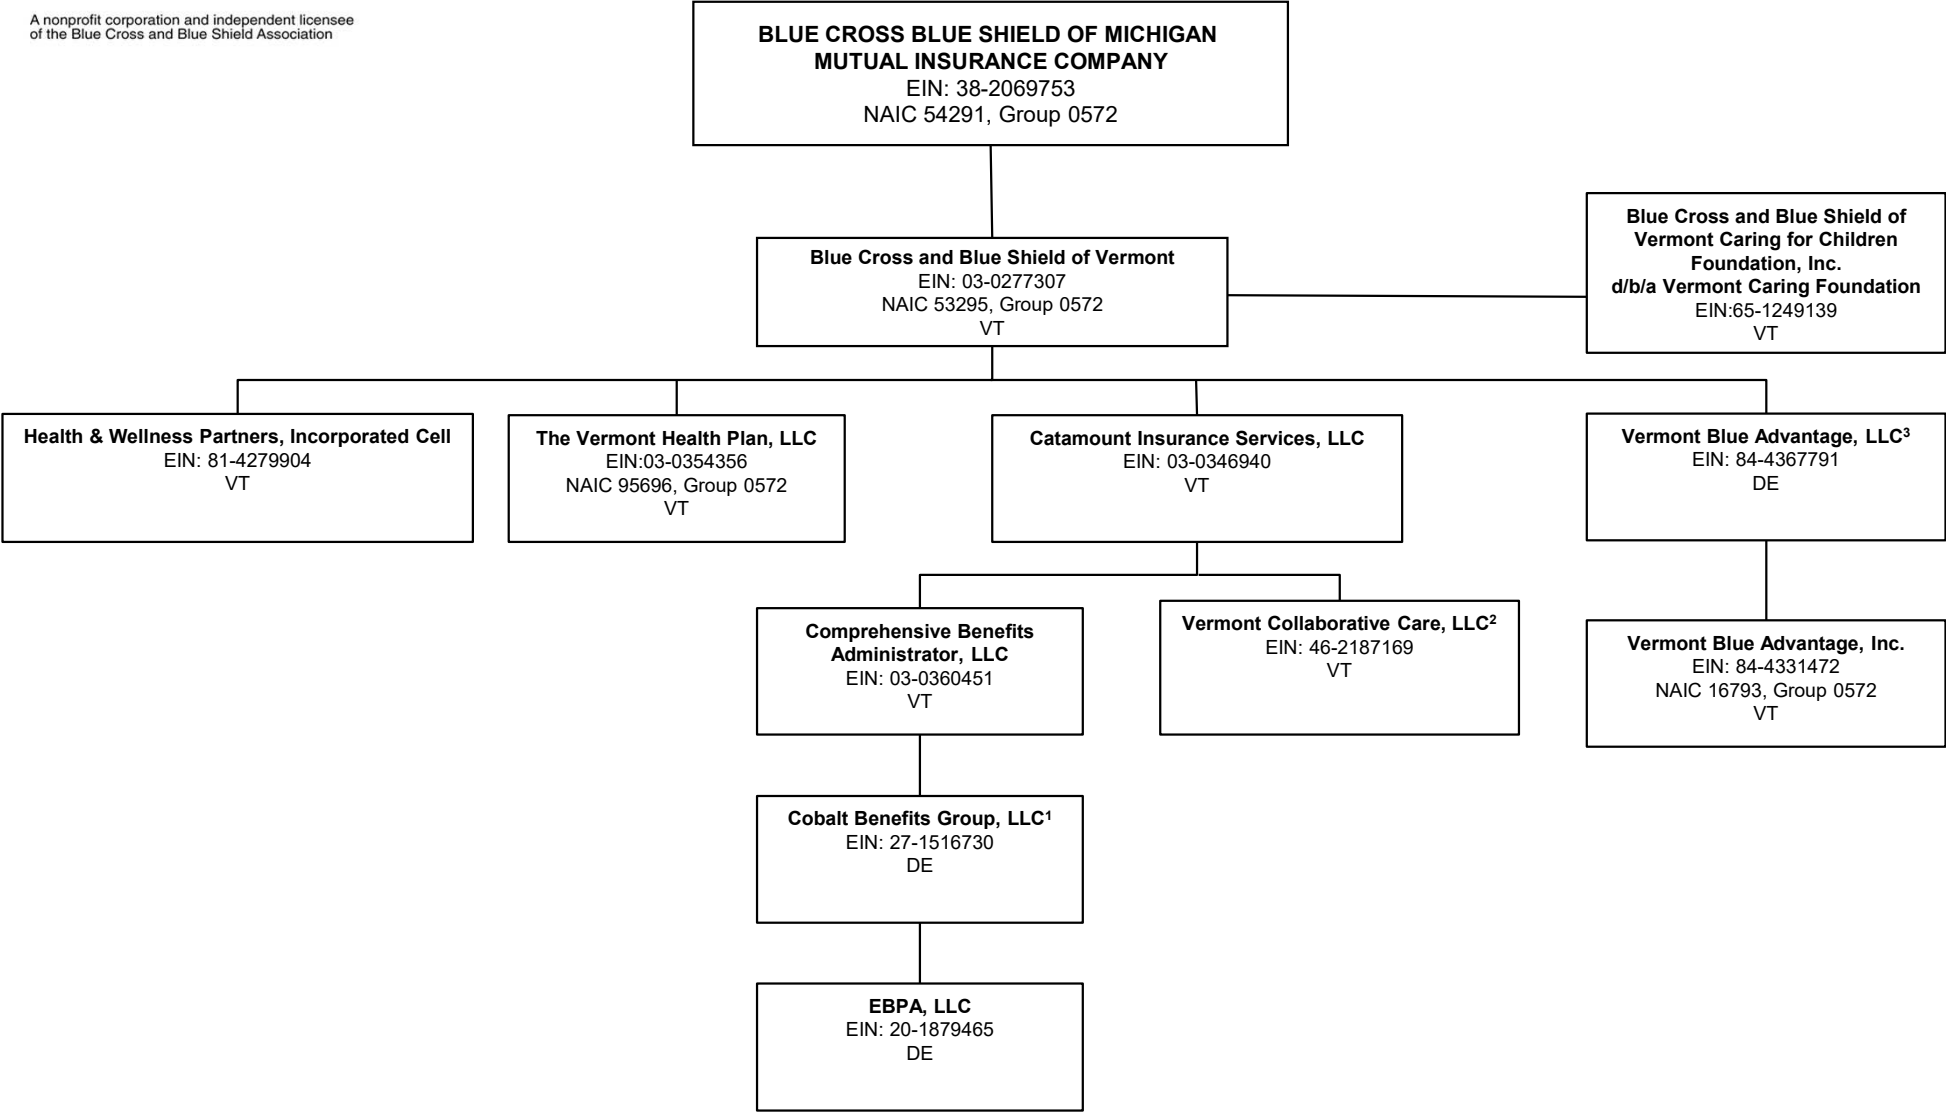 A nonprofit corporation and independent licensee
of the Blue Cross and Blue Shield Association
BLUE CROSS BLUE SHIELD OF MICHIGAN
MUTUAL INSURANCE COMPANY
EIN: 38-2069753
NAIC 54291, Group 0572
Blue Cross and Blue Shield of Vermont
EIN: 03-0277307
NAIC 53295, Group 0572
VT
Blue Cross and Blue Shield of
Vermont Caring for Children
Foundation, Inc.
d/b/a Vermont Caring Foundation
EIN:65-1249139
VT
Health & Wellness Partners, Incorporated Cell
EIN: 81-4279904
VT
The Vermont Health Plan, LLC
EIN:03-0354356
NAIC 95696, Group 0572
VT
Catamount Insurance Services, LLC
EIN: 03-0346940
VT
Vermont Blue Advantage, LLC³
EIN: 84-4367791
DE
Comprehensive Benefits
Administrator, LLC
EIN: 03-0360451
VT
Vermont Collaborative Care, LLC²
EIN: 46-2187169
VT
Vermont Blue Advantage, Inc.
EIN: 84-4331472
NAIC 16793, Group 0572
VT
Cobalt Benefits Group, LLC¹
EIN: 27-1516730
DE
EBPA, LLC
EIN: 20-1879465
DE